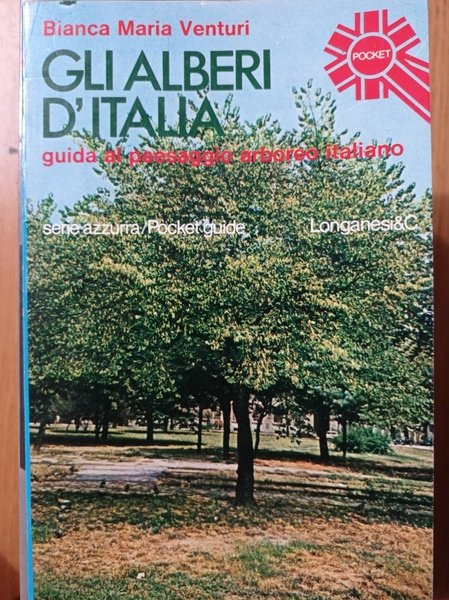 Bianca Maria Venturi
POCKET
GLI ALBERI
D'ITALIA
guida al paesaggio arboreo italiano
serie azzurra/Pocket guide
Longanesi&C.